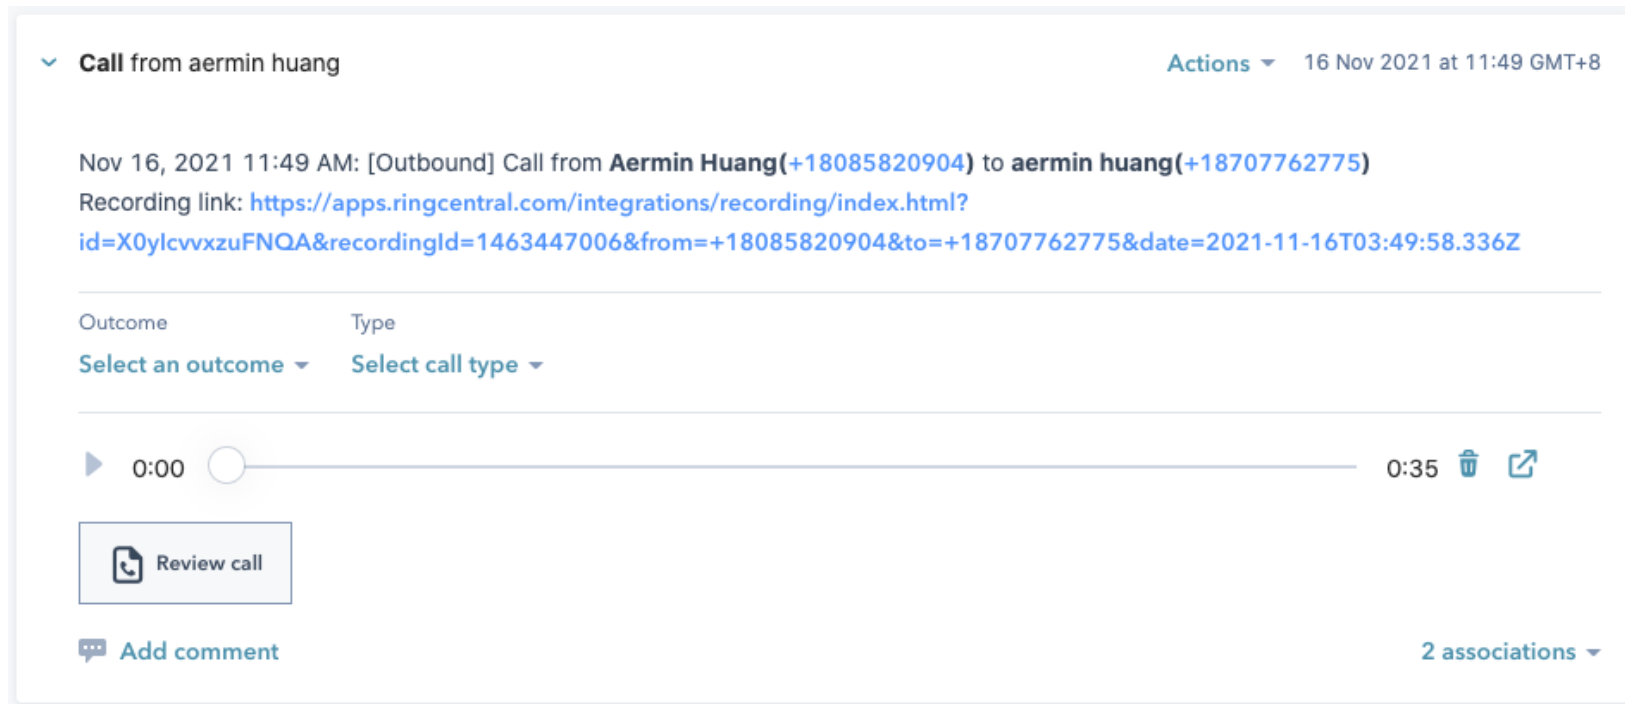 Call from aermin huang
Actions
16 Nov 2021 at 11:49 GMT+8
Nov 16, 2021 11:49 AM: [Outbound] Call from Aermin Huang(+18085820904) to aermin huang(+18707762775)
Recording link: https://apps.ringcentral.com/integrations/recording/index.html?
id=X0yIcvvxzuFNQA&recordingId=1463447006&from=+18085820904&to=+18707762775&date=2021-11-16T03:49:58.336Z
Outcome
Type
Select an outcome
Select call type
0:00
0:35
Review call
Add comment
2 associations